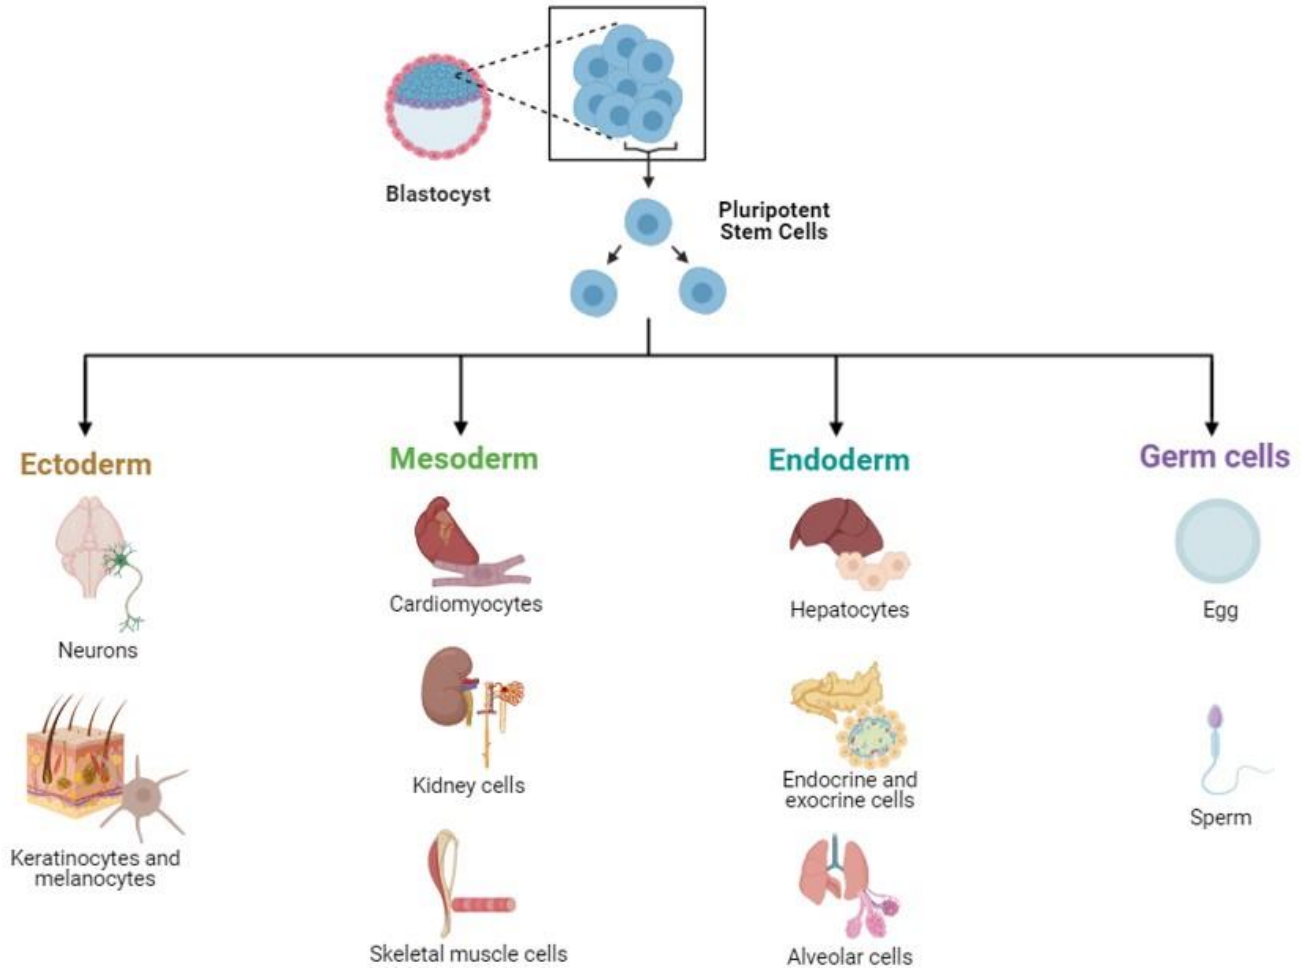 Blastocyst
Pluripotent
Stem Cells
Ectoderm
Mesoderm
Endoderm
Germ cells
Neurons
Keratinocytes and
melanocytes
Cardiomyocytes
Kidney cells
Skeletal muscle cells
Hepatocytes
Endocrine and
exocrine cells
Alveolar cells
Egg
Sperm